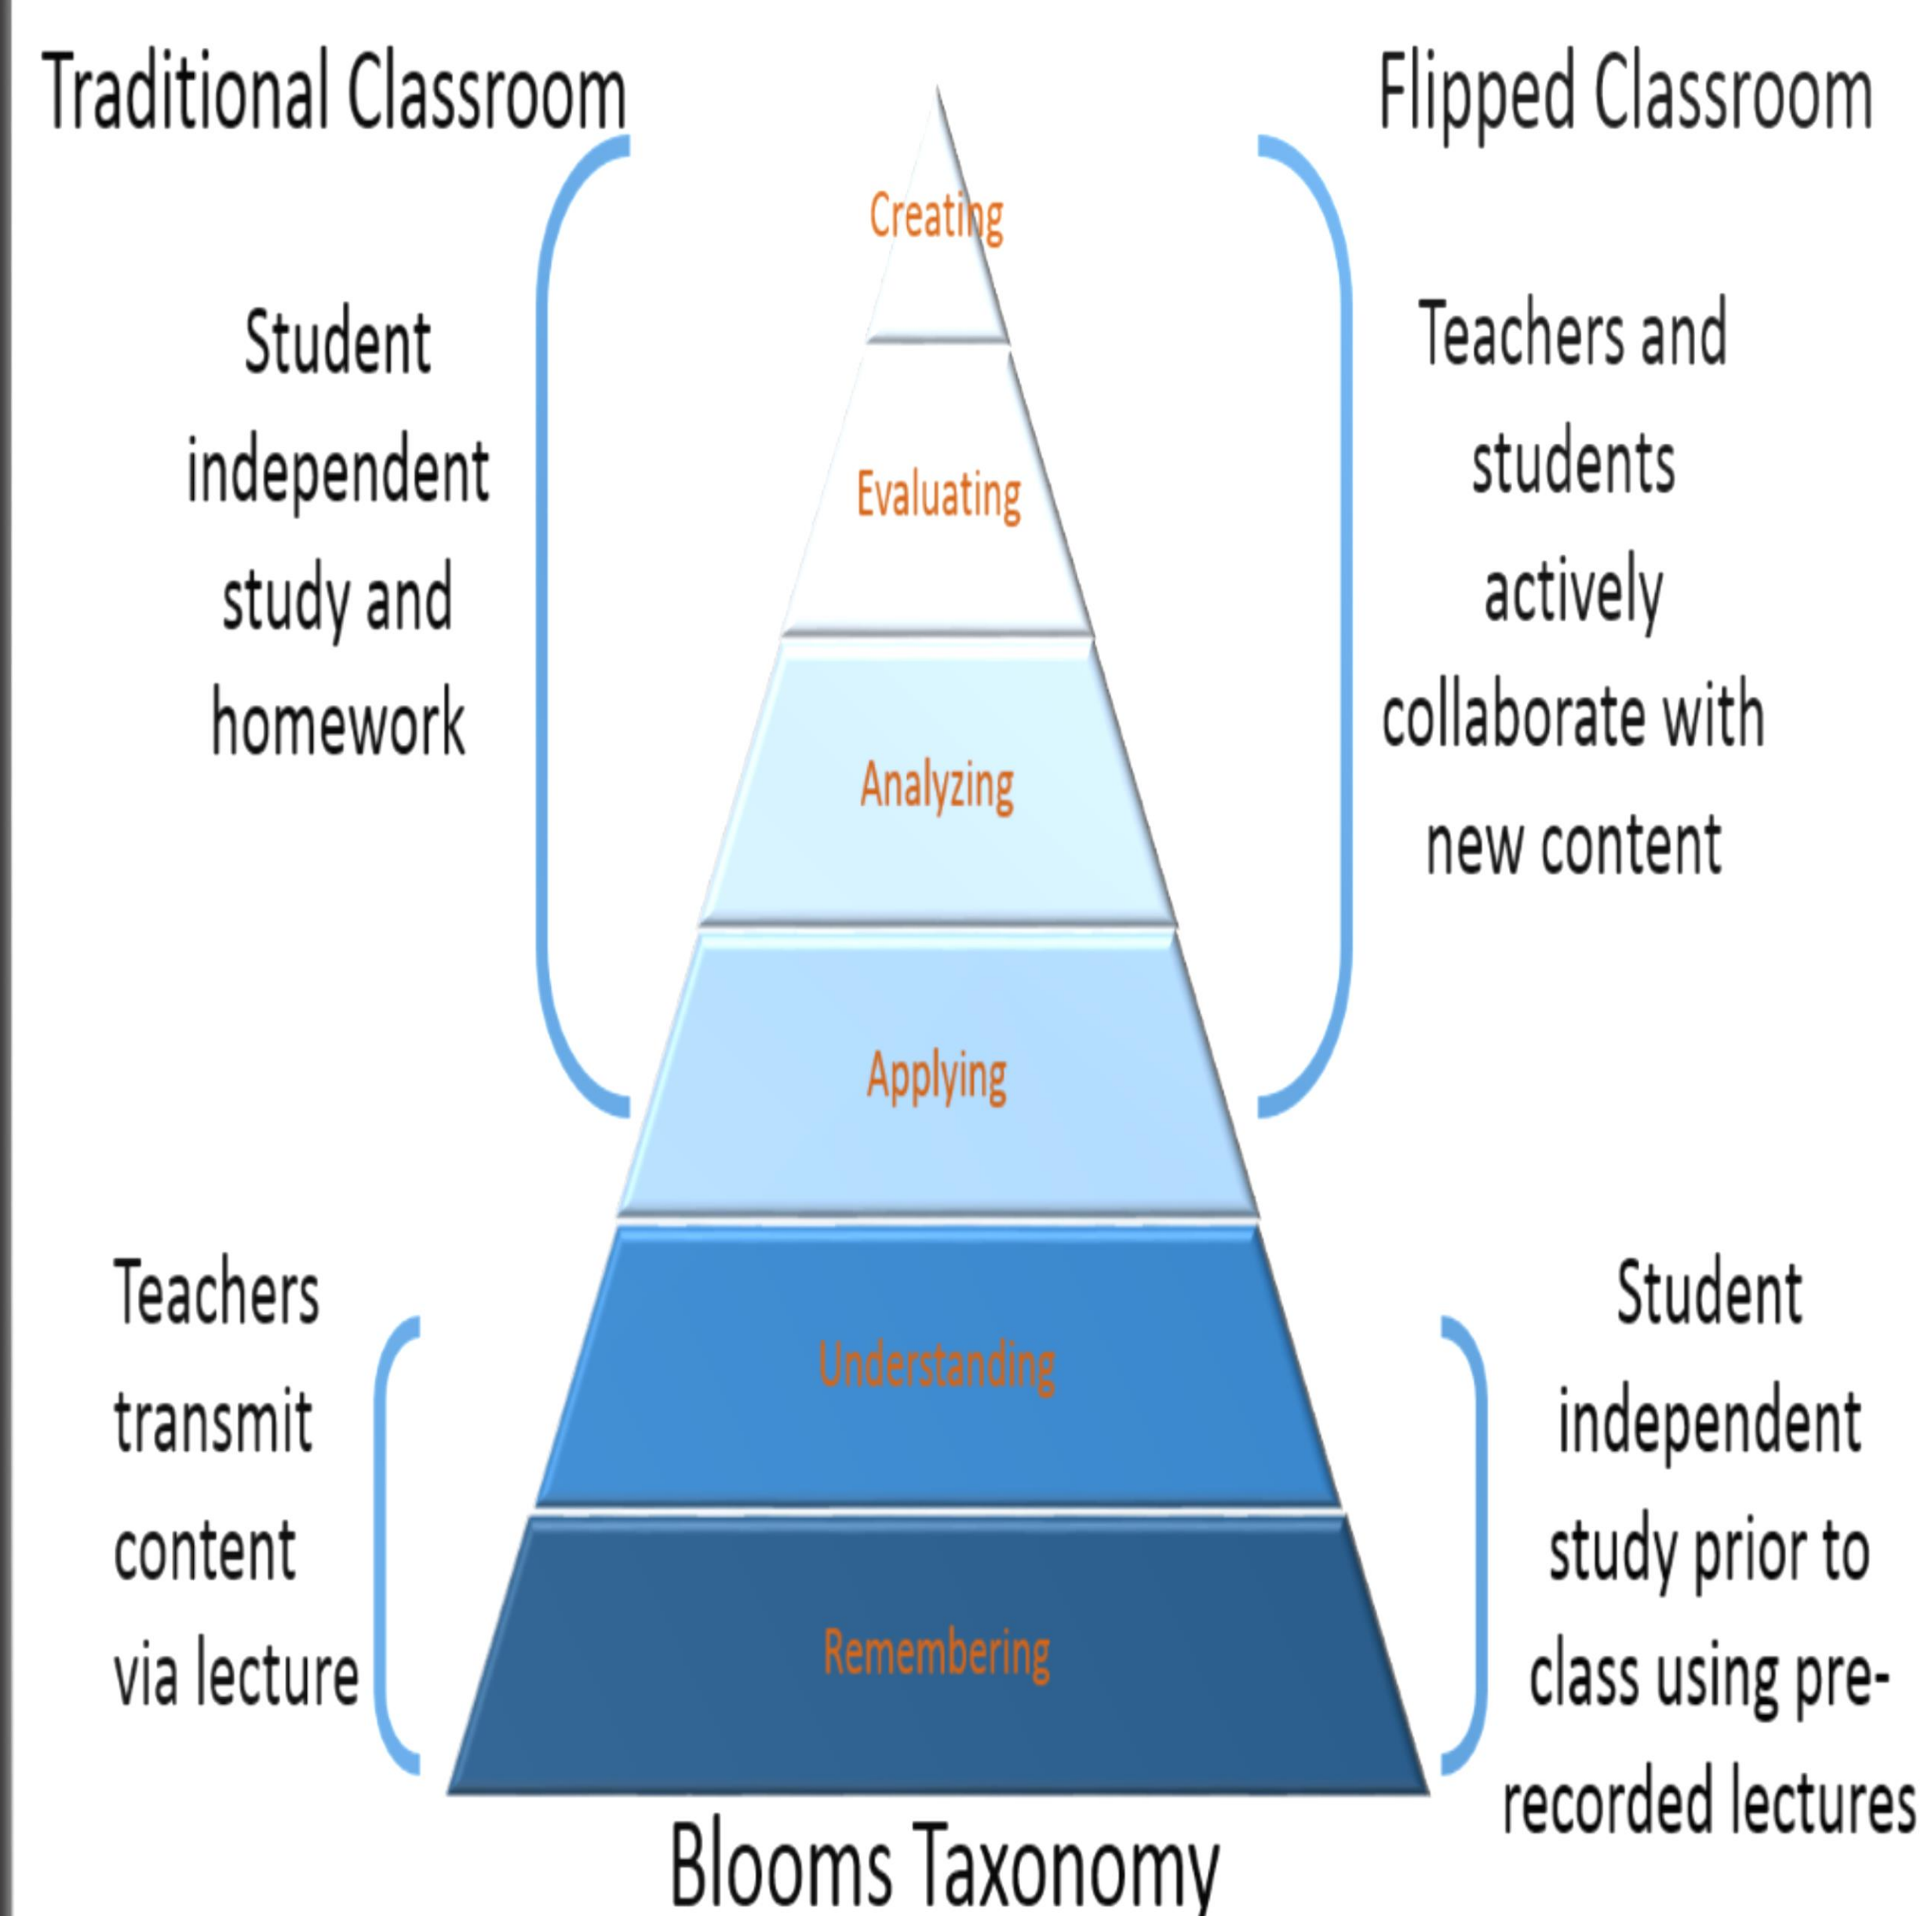 Traditional Classroom
Flipped Classroom
Student
independent
study and
homework
Teachers
transmit
content
via lecture
Creating
Evaluating
Analyzing
Applying
Understanding
Remembering
Teachers and
students
actively
collaborate with
new content
Student
independent
study prior to
class using pre-
recorded lectures
Blooms Taxonomy